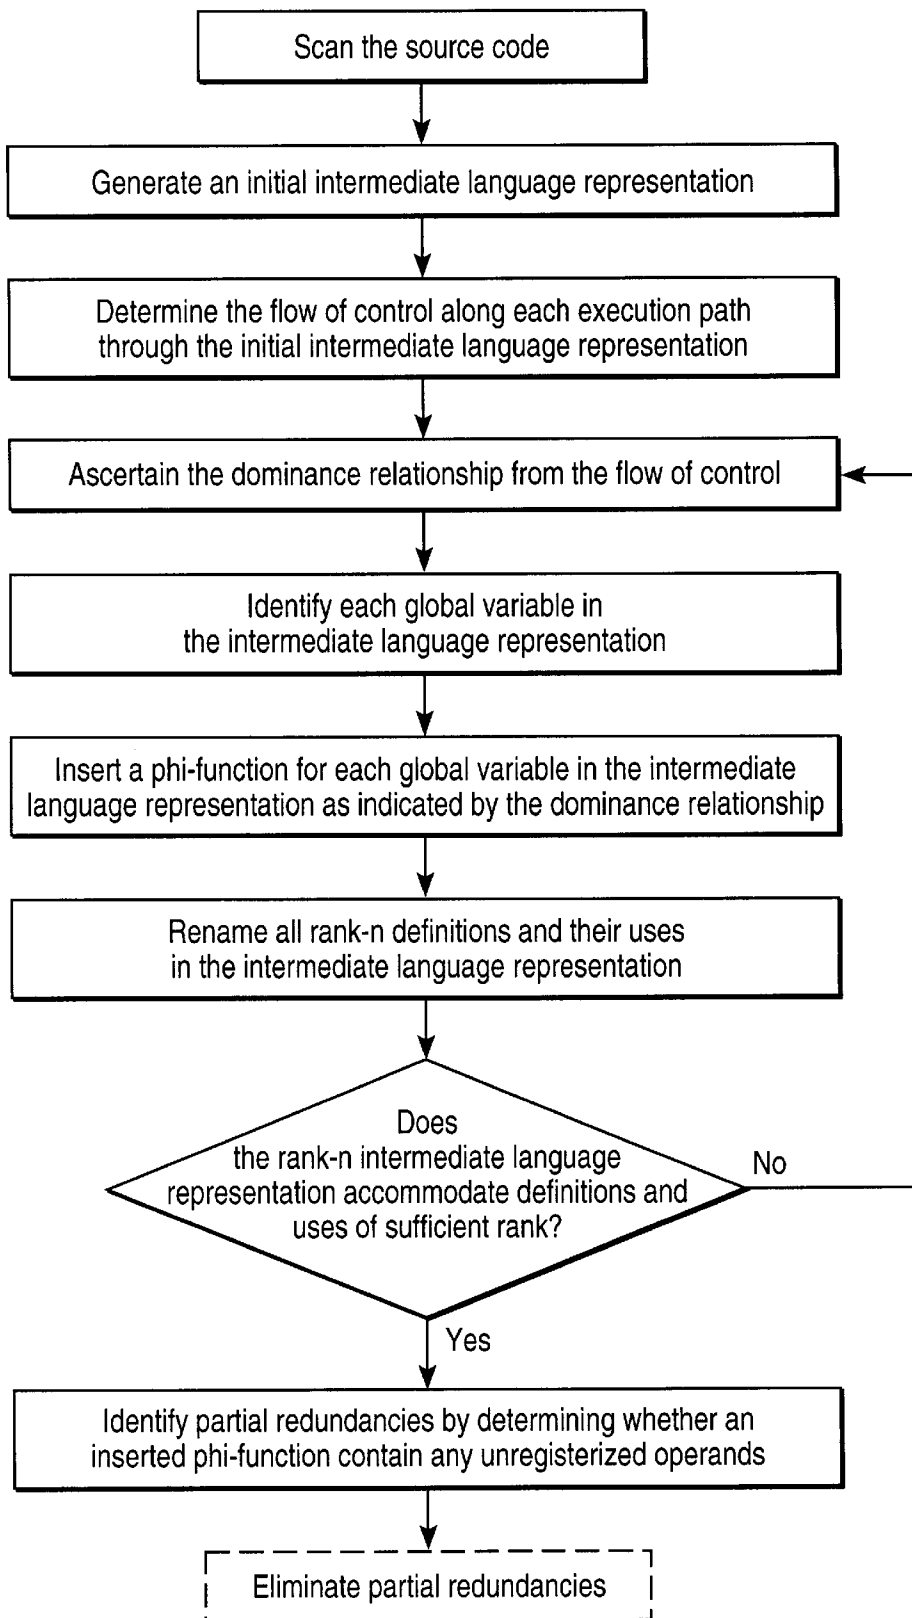 Scan the source code
Generate an initial intermediate language representation
Determine the flow of control along each execution path
through the initial intermediate language representation
Ascertain the dominance relationship from the flow of control
Identify each global variable in
the intermediate language representation
Insert a phi-function for each global variable in the intermediate
language representation as indicated by the dominance relationship
Rename all rank-n definitions and their uses
in the intermediate language representation
Does
the rank-n intermediate language
representation accommodate definitions and
uses of sufficient rank?
No
Yes
Identify partial redundancies by determining whether an
inserted phi-function contain any unregisterized operands
Eliminate partial redundancies